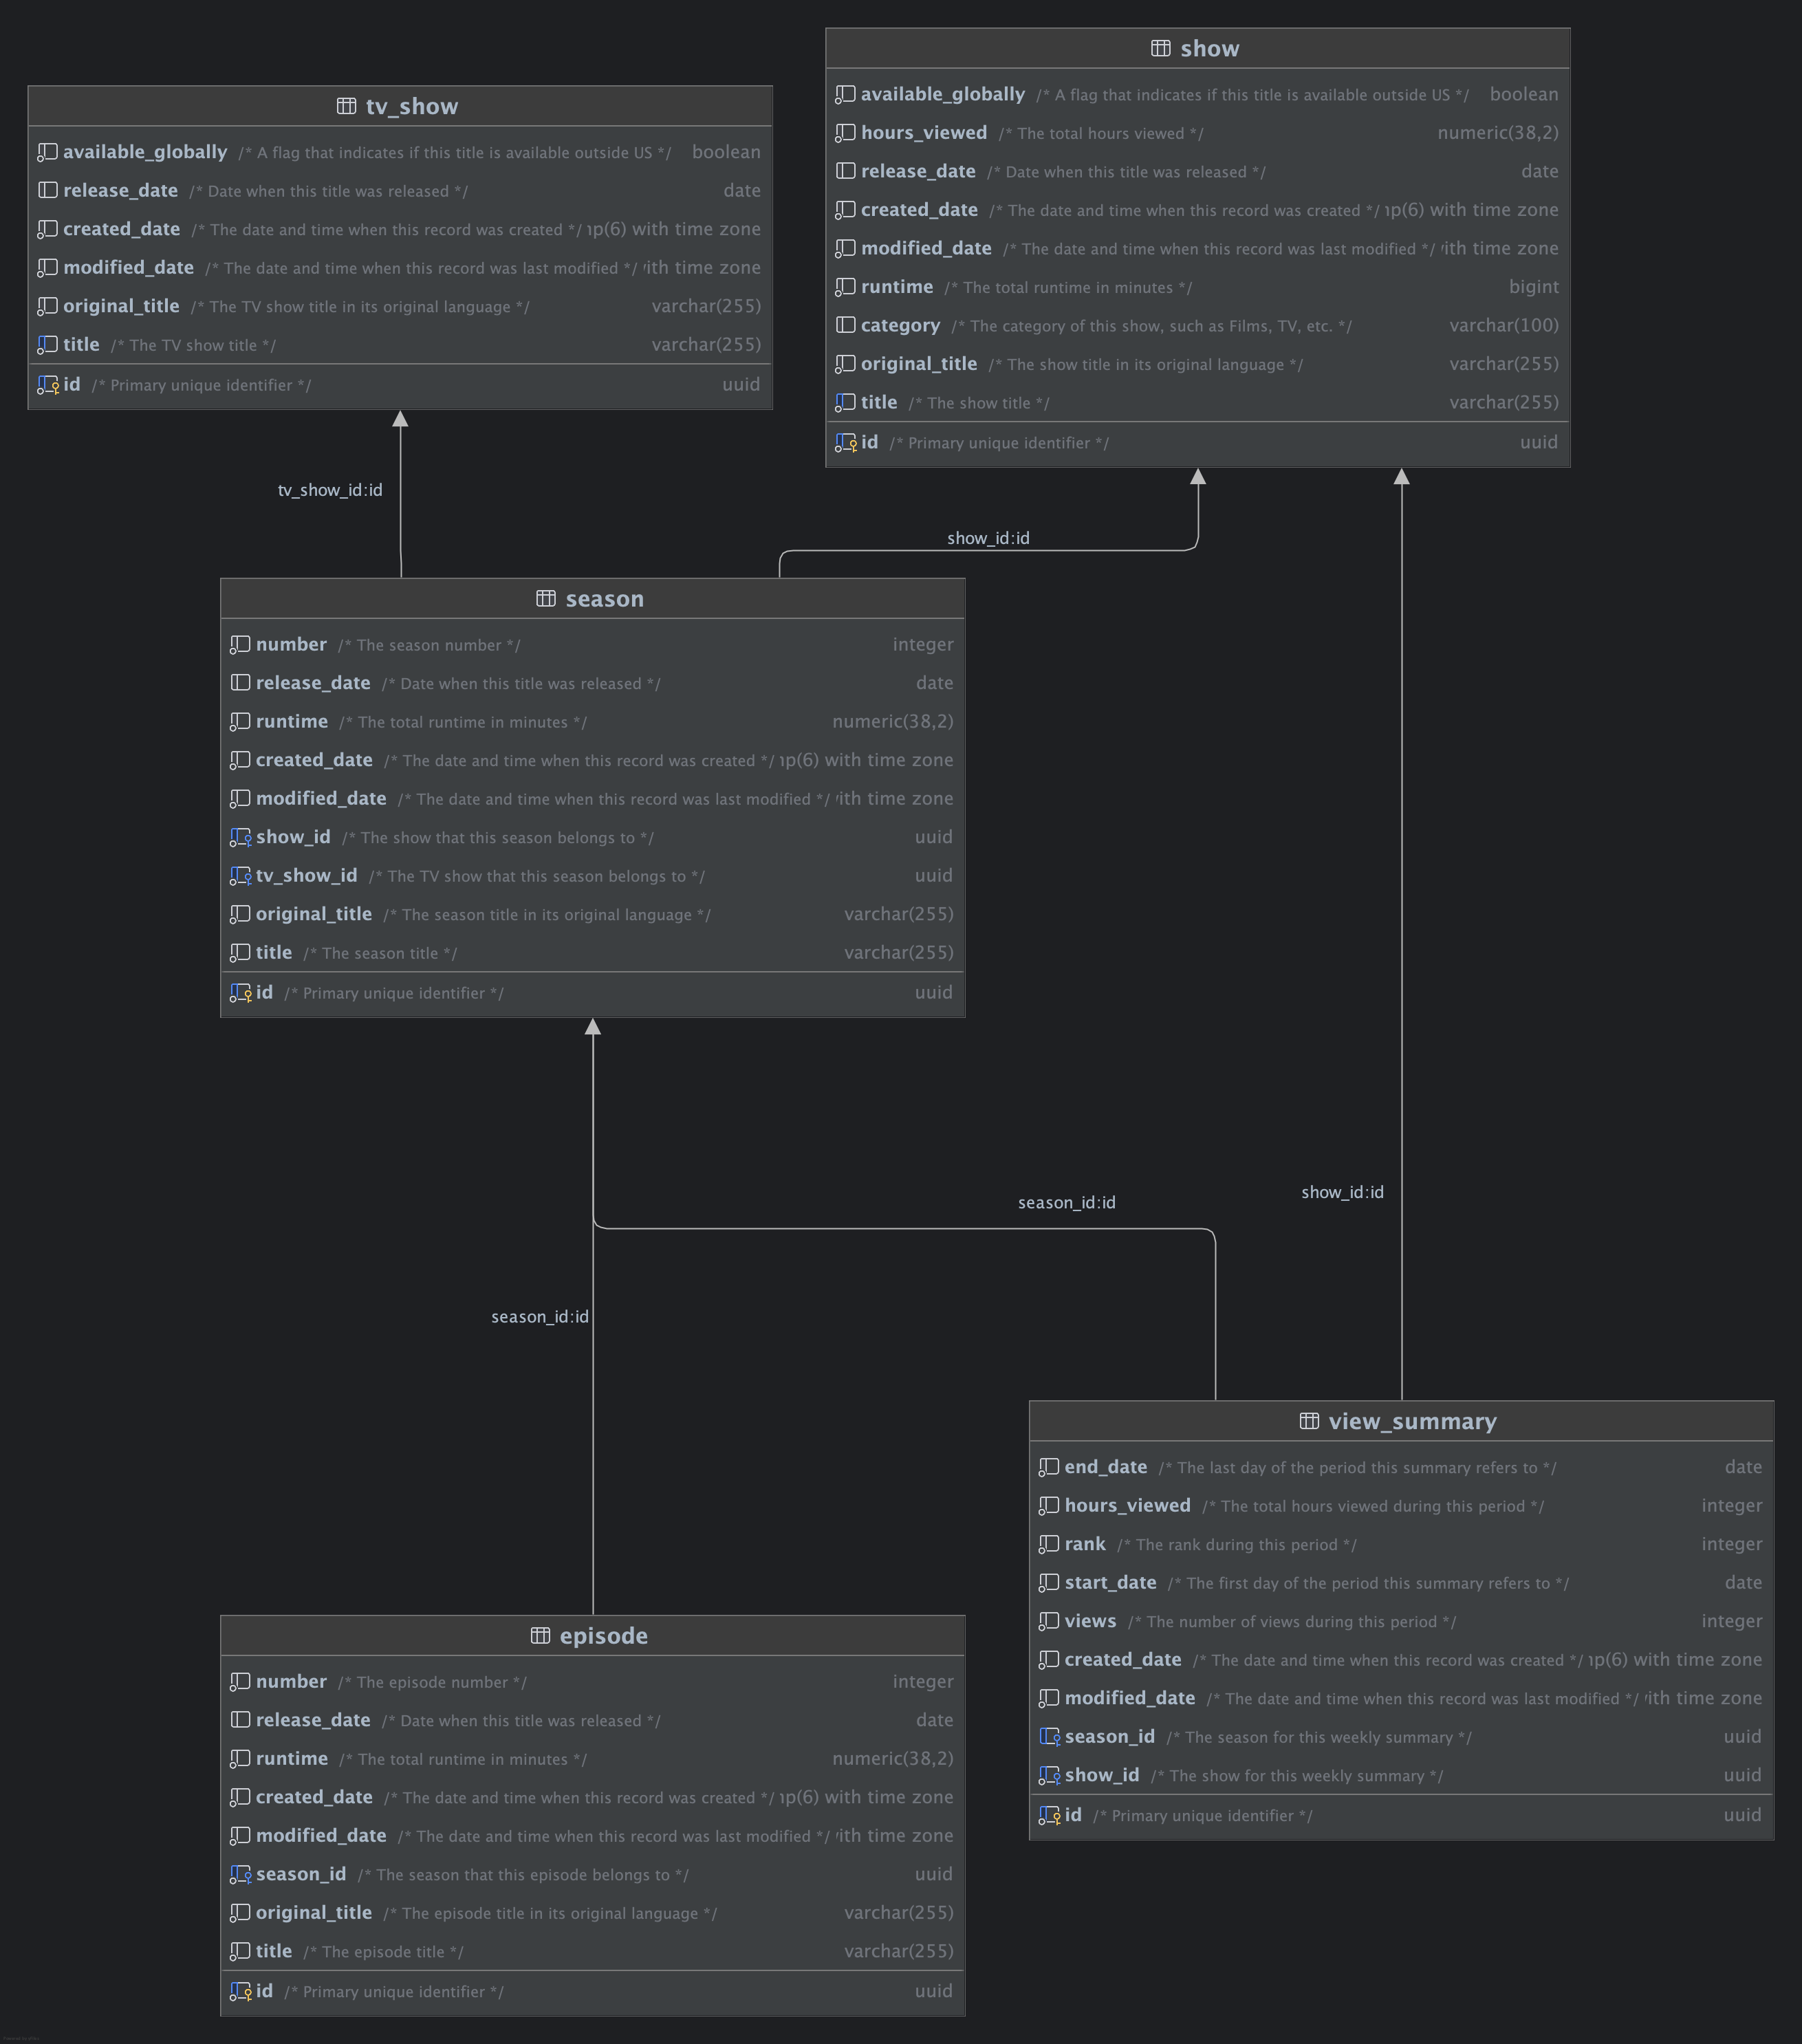 tv_show
available_globally /* A flag that indicates if this title is available outside US */ boolean
release_date /* Date when this title was released */ date
created_date /* The date and time when this record was created */ ıp(6) with time zone
modified_date /* The date and time when this record was last modified */ ith time zone
original_title /* The TV show title in its original language */ varchar(255)
title /* The TV show title */ varchar(255)
id /* Primary unique identifier */ uuid
show
available_globally /* A flag that indicates if this title is available outside US */ boolean
hours_viewed /* The total hours viewed */ numeric(38,2)
release_date /* Date when this title was released */ date
created_date /* The date and time when this record was created */ ıp(6) with time zone
modified_date /* The date and time when this record was last modified */ ith time zone
runtime /* The total runtime in minutes */ bigint
category /* The category of this show, such as Films, TV, etc. */ varchar(100)
original_title /* The show title in its original language */ varchar(255)
title /* The show title */ varchar(255)
id /* Primary unique identifier */ uuid
tv_show_id:id
show_id:id
season
number /* The season number */ integer
release_date /* Date when this title was released */ date
runtime /* The total runtime in minutes */ numeric(38,2)
created_date /* The date and time when this record was created */ ıp(6) with time zone
modified_date /* The date and time when this record was last modified */ ith time zone
show_id /* The show that this season belongs to */ uuid
tv_show_id /* The TV show that this season belongs to */ uuid
original_title /* The season title in its original language */ varchar(255)
title /* The season title */ varchar(255)
id /* Primary unique identifier */ uuid
season_id:id
show_id:id
season_id:id
view_summary
end_date /* The last day of the period this summary refers to */ date
hours_viewed /* The total hours viewed during this period */ integer
rank /* The rank during this period */ integer
start_date /* The first day of the period this summary refers to */ date
views /* The number of views during this period */ integer
created_date /* The date and time when this record was created */ ıp(6) with time zone
modified_date /* The date and time when this record was last modified */ ith time zone
season_id /* The season for this weekly summary */ uuid
show_id /* The show for this weekly summary */ uuid
id /* Primary unique identifier */ uuid
episode
number /* The episode number */ integer
release_date /* Date when this title was released */ date
runtime /* The total runtime in minutes */ numeric(38,2)
created_date /* The date and time when this record was created */ ıp(6) with time zone
modified_date /* The date and time when this record was last modified */ ith time zone
season_id /* The season that this episode belongs to */ uuid
original_title /* The episode title in its original language */ varchar(255)
title /* The episode title */ varchar(255)
id /* Primary unique identifier */ uuid